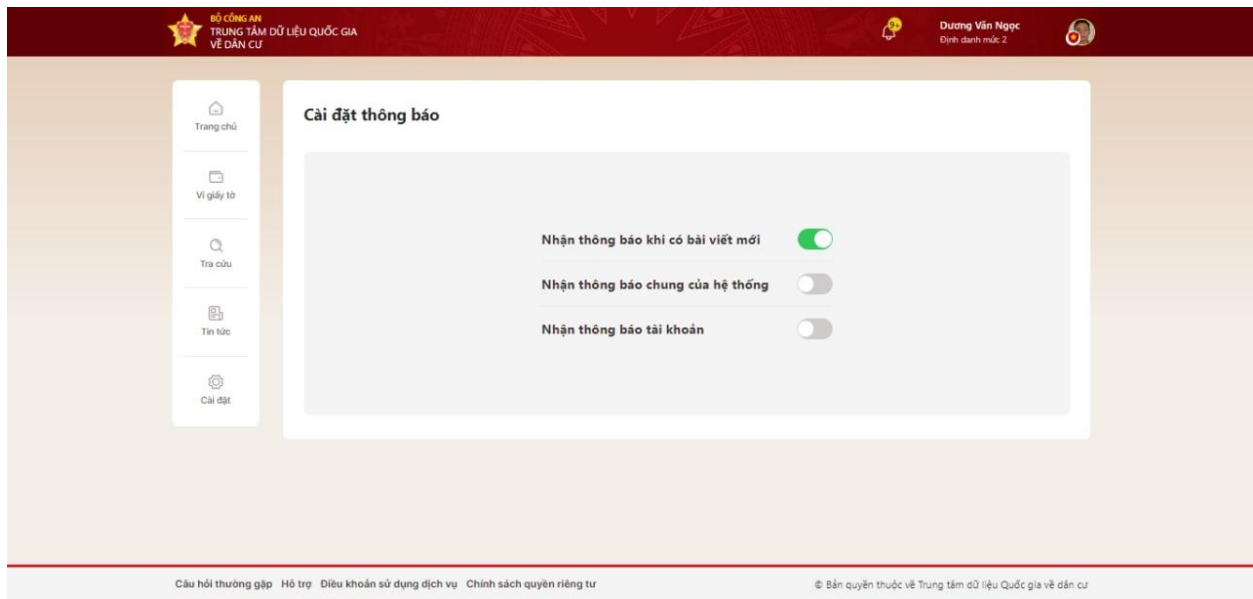 BỘ CÔNG AN
TRUNG TÂM DỮ LIỆU QUỐC GIA
VỀ DÂN CƯ
9+
Dương Văn Ngọc
Định danh mức 2
Trang chủ
Ví giấy tờ
Tra cứu
Tin tức
Cài đặt
Cài đặt thông báo
Nhận thông báo khi có bài viết mới
Nhận thông báo chung của hệ thống
Nhận thông báo tài khoản
Câu hỏi thường gặp Hỗ trợ Điều khoản sử dụng dịch vụ Chính sách quyền riêng tư
© Bản quyền thuộc về Trung tâm dữ liệu Quốc gia về dân cư